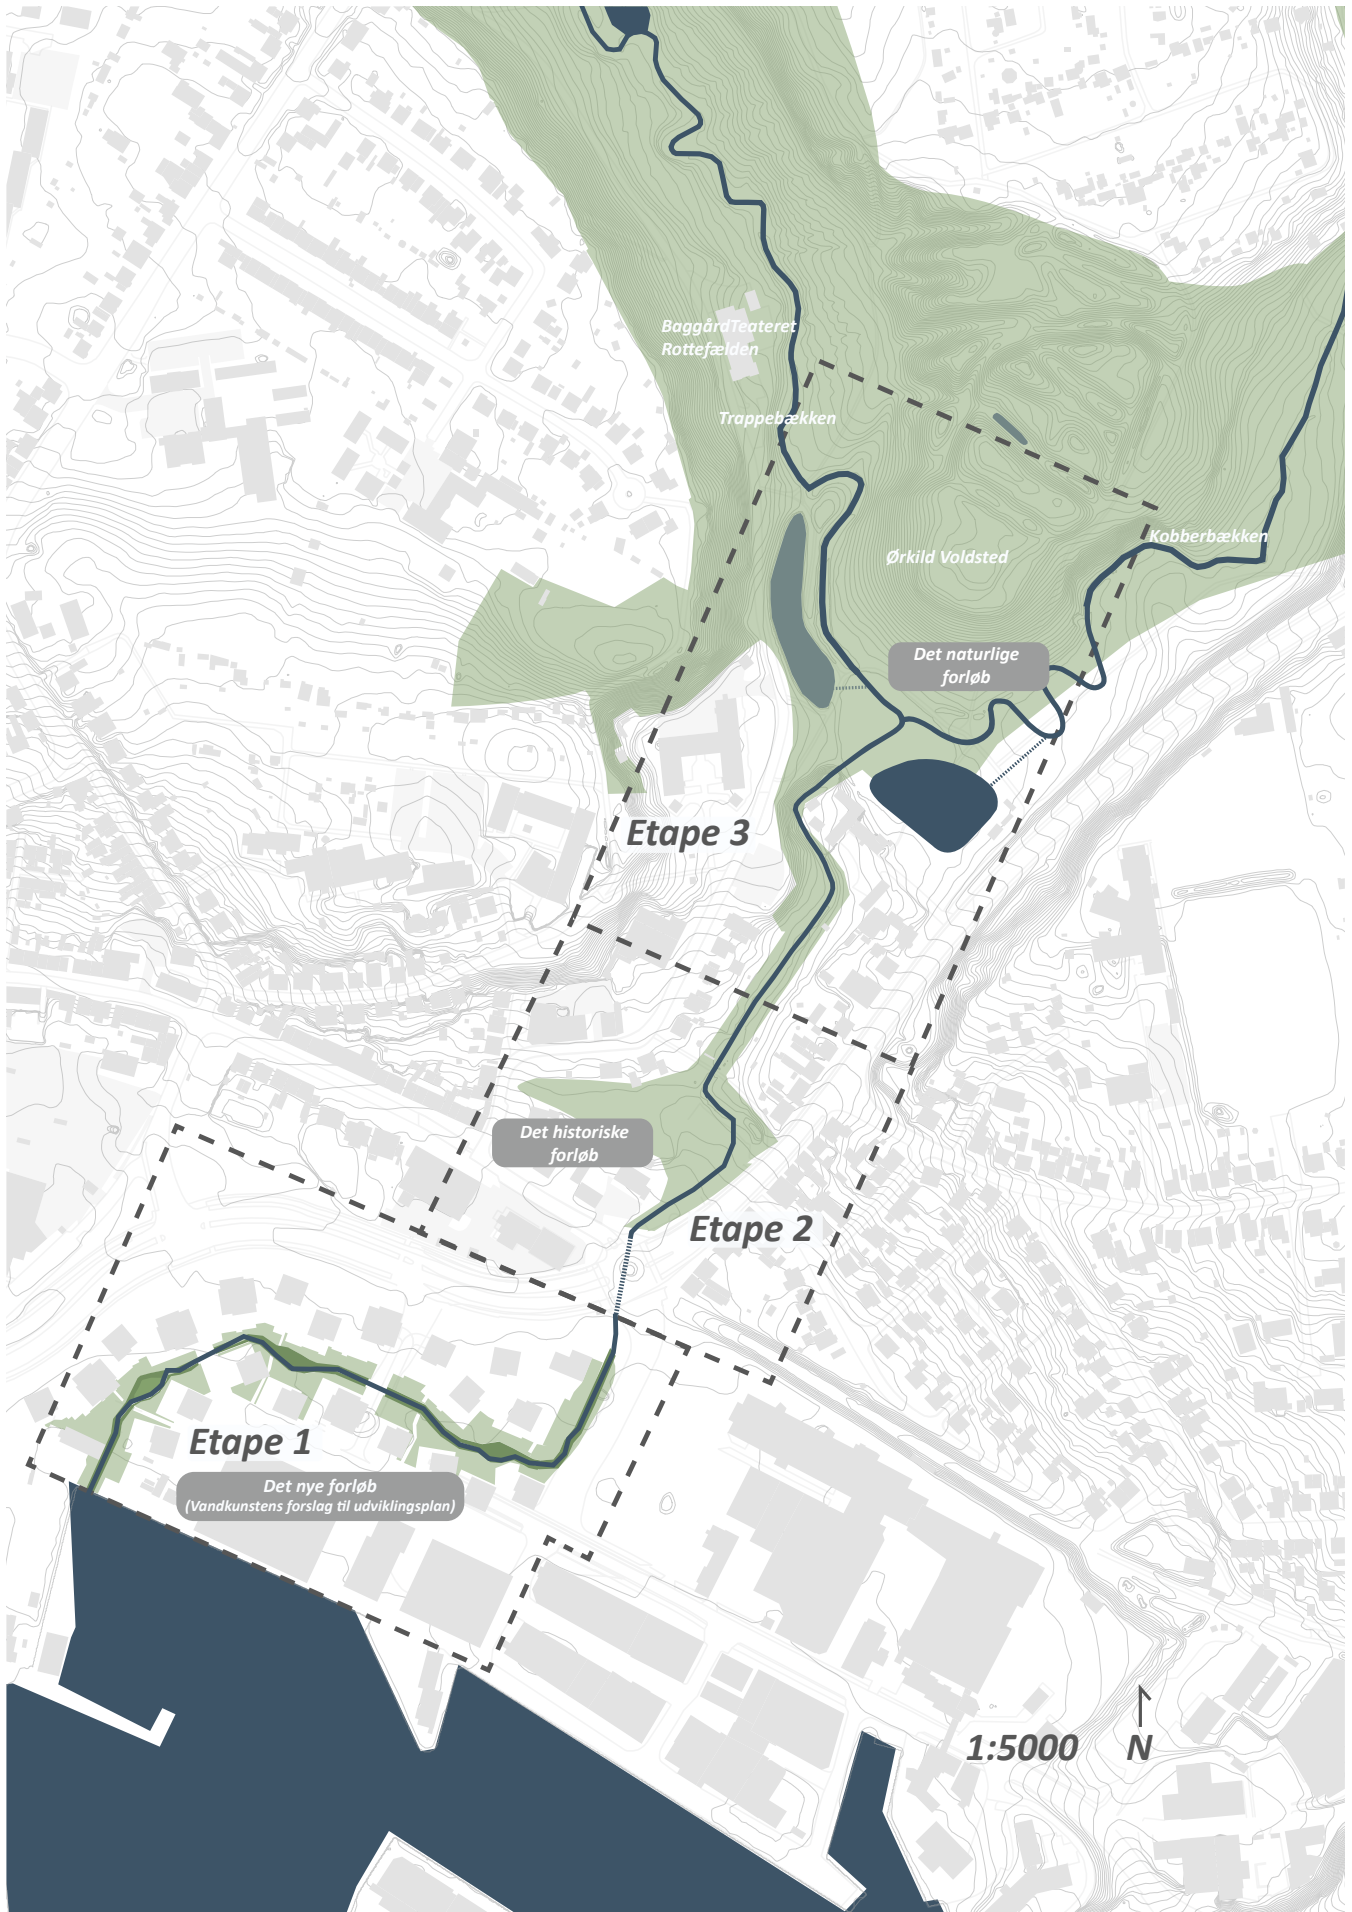 BaggårdTeateret
Rottefælden
Trappebækken
Kobberbækken
Ørkild Voldsted
Det naturlige
forløb
Etape 3
Det historiske
forløb
Etape 2
Etape 1
Det nye forløb
(Vandkunstens forslag til udviklingsplan)
1:5000 N